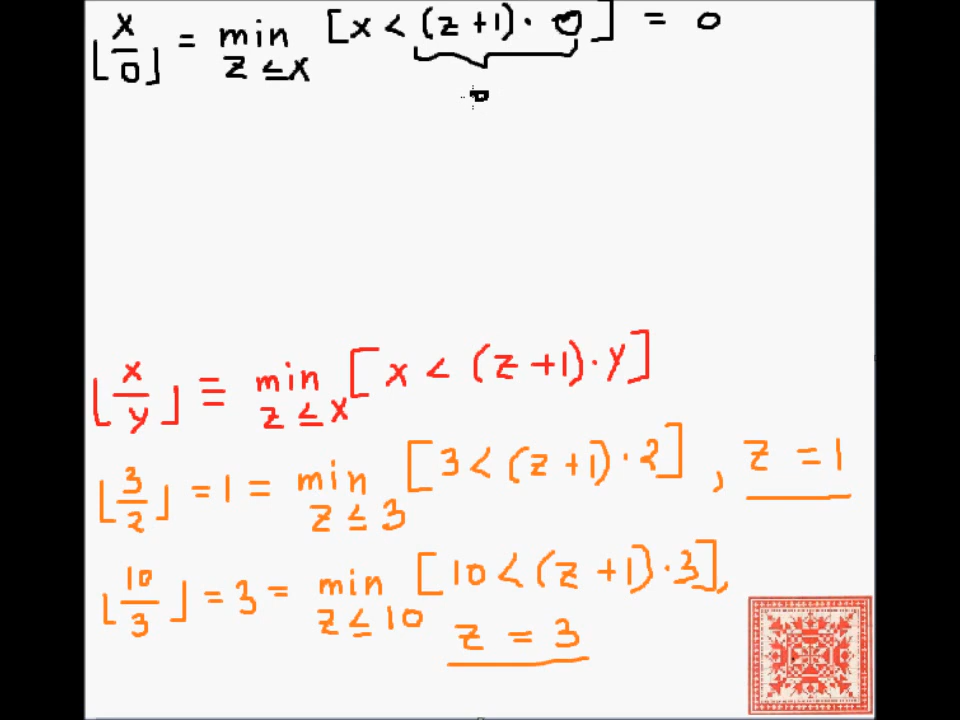 ⌊x/0⌋ = min z ≤ x [x < (z + 1) · 0] = 0
0
⌊x/y⌋ ≡ min z ≤ x [x < (z + 1) · y]
⌊3/2⌋ = 1 = min z ≤ 3 [3 < (z + 1) · 2], z = 1
⌊10/3⌋ = 3 = min z ≤ 10 [10 < (z + 1) · 3],
z = 3